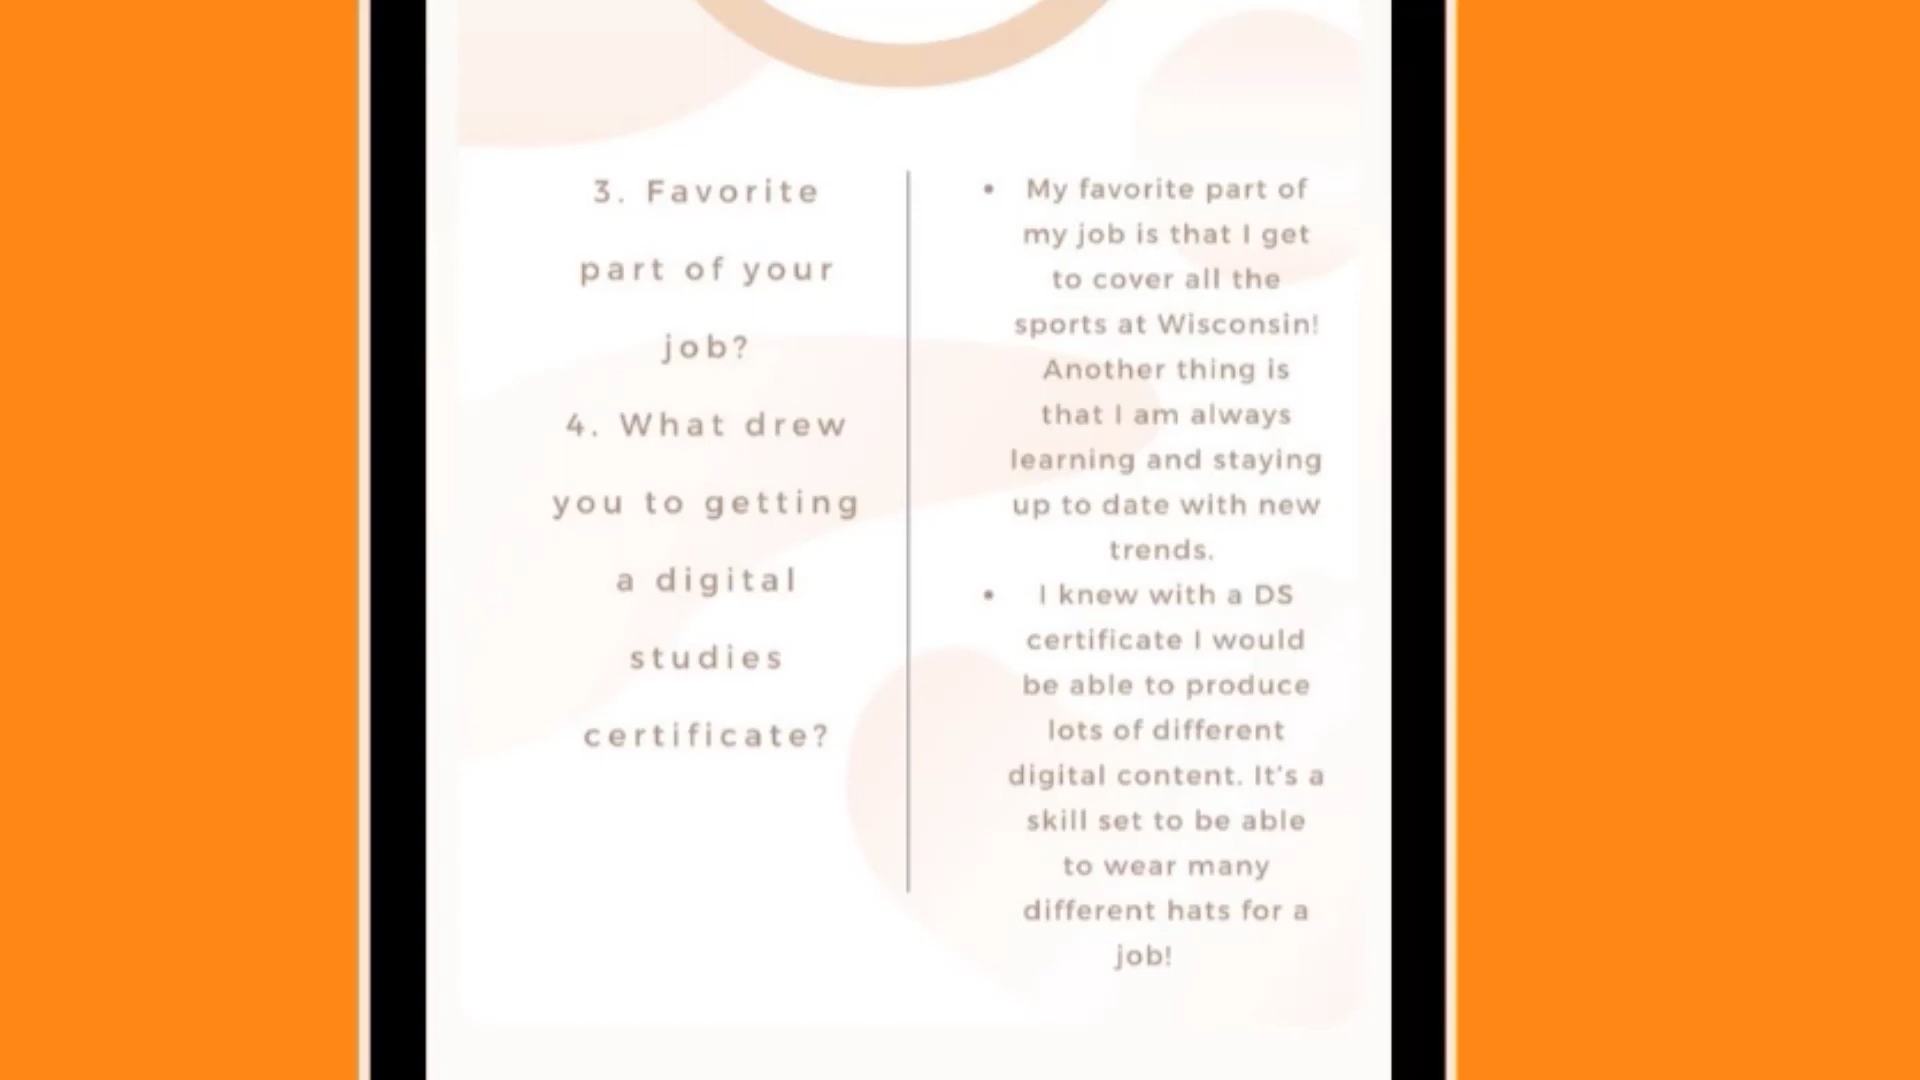 3. Favorite
part of your
job?
4. What drew
you to getting
a digital
studies
certificate?
• My favorite part of
my job is that I get
to cover all the
sports at Wisconsin!
Another thing is
that I am always
learning and staying
up to date with new
trends.
• I knew with a DS
certificate I would
be able to produce
lots of different
digital content. It's a
skill set to be able
to wear many
different hats for a
job!